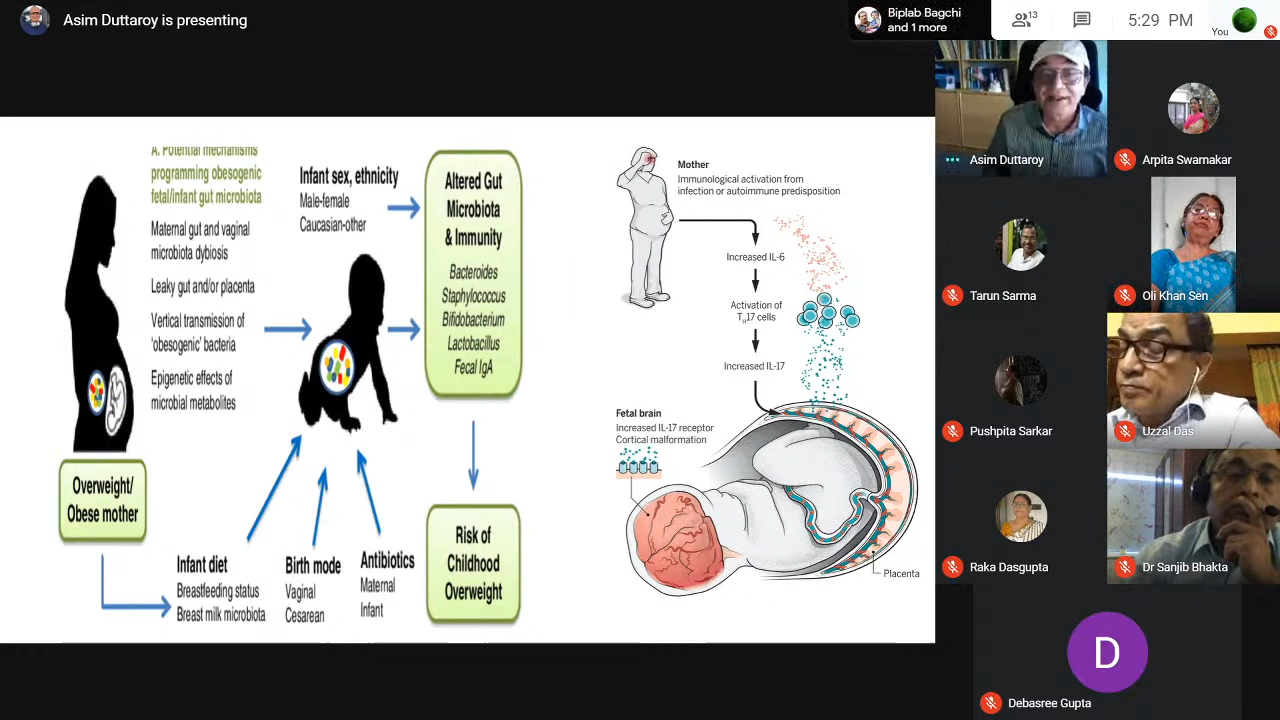 Asim Duttaroy is presenting
Biplab Bagchi
and 1 more
13
5:29 PM
You
A. Potential mechanisms
programming obesogenic
fetal/infant gut microbiota
Maternal gut and vaginal
microbiota dybiosis
Leaky gut and/or placenta
Vertical transmission of
'obesogenic' bacteria
Epigenetic effects of
microbial metabolites
Overweight/
Obese mother
Infant sex, ethnicity
Male-female
Caucasian-other
Altered Gut
Microbiota
& Immunity
Bacteroides
Staphylococcus
Bifidobacterium
Lactobacillus
Fecal IgA
Infant diet
Breastfeeding status
Breast milk microbiota
Birth mode
Vaginal
Cesarean
Antibiotics
Maternal
Infant
Risk of
Childhood
Overweight
Mother
Immunological activation from
infection or autoimmune predisposition
Increased IL-6
Activation of
TH17 cells
Increased IL-17
Fetal brain
Increased IL-17 receptor
Cortical malformation
Placenta
Asim Duttaroy
Arpita Swarnakar
Tarun Sarma
Oli Khan Sen
Pushpita Sarkar
Uzzal Das
Raka Dasgupta
Dr Sanjib Bhakta
D
Debasree Gupta